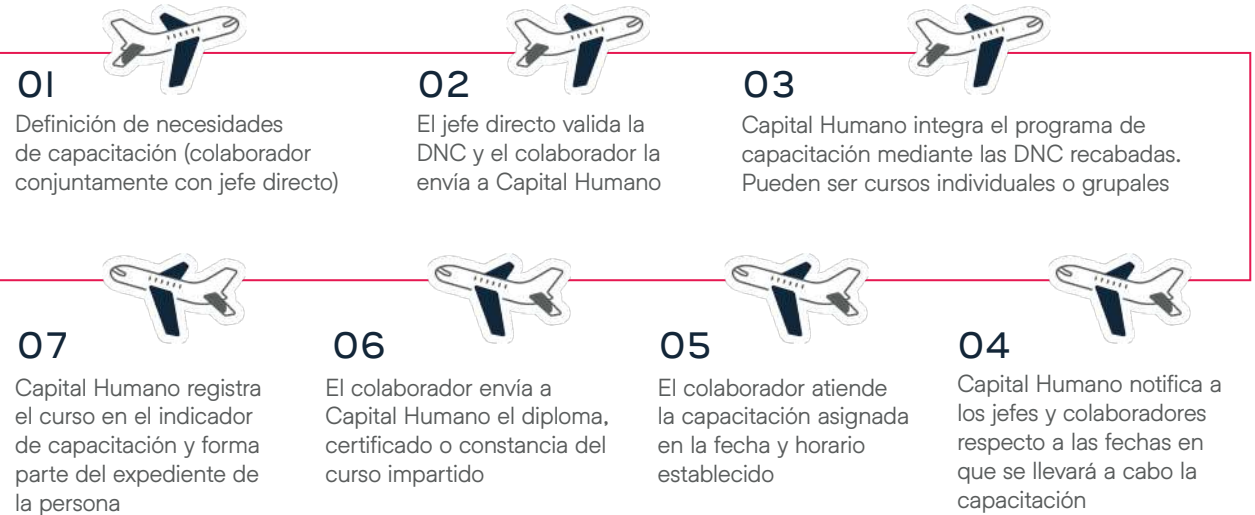 01
Definición de necesidades
de capacitación (colaborador
conjuntamente con jefe directo)
02
El jefe directo valida la
DNC y el colaborador la
envía a Capital Humano
03
Capital Humano integra el programa de
capacitación mediante las DNC recabadas.
Pueden ser cursos individuales o grupales
04
Capital Humano notifica a
los jefes y colaboradores
respecto a las fechas en
que se llevará a cabo la
capacitación
05
El colaborador atiende
la capacitación asignada
en la fecha y horario
establecido
06
El colaborador envía a
Capital Humano el diploma,
certificado o constancia del
curso impartido
07
Capital Humano registra
el curso en el indicador
de capacitación y forma
parte del expediente de
la persona